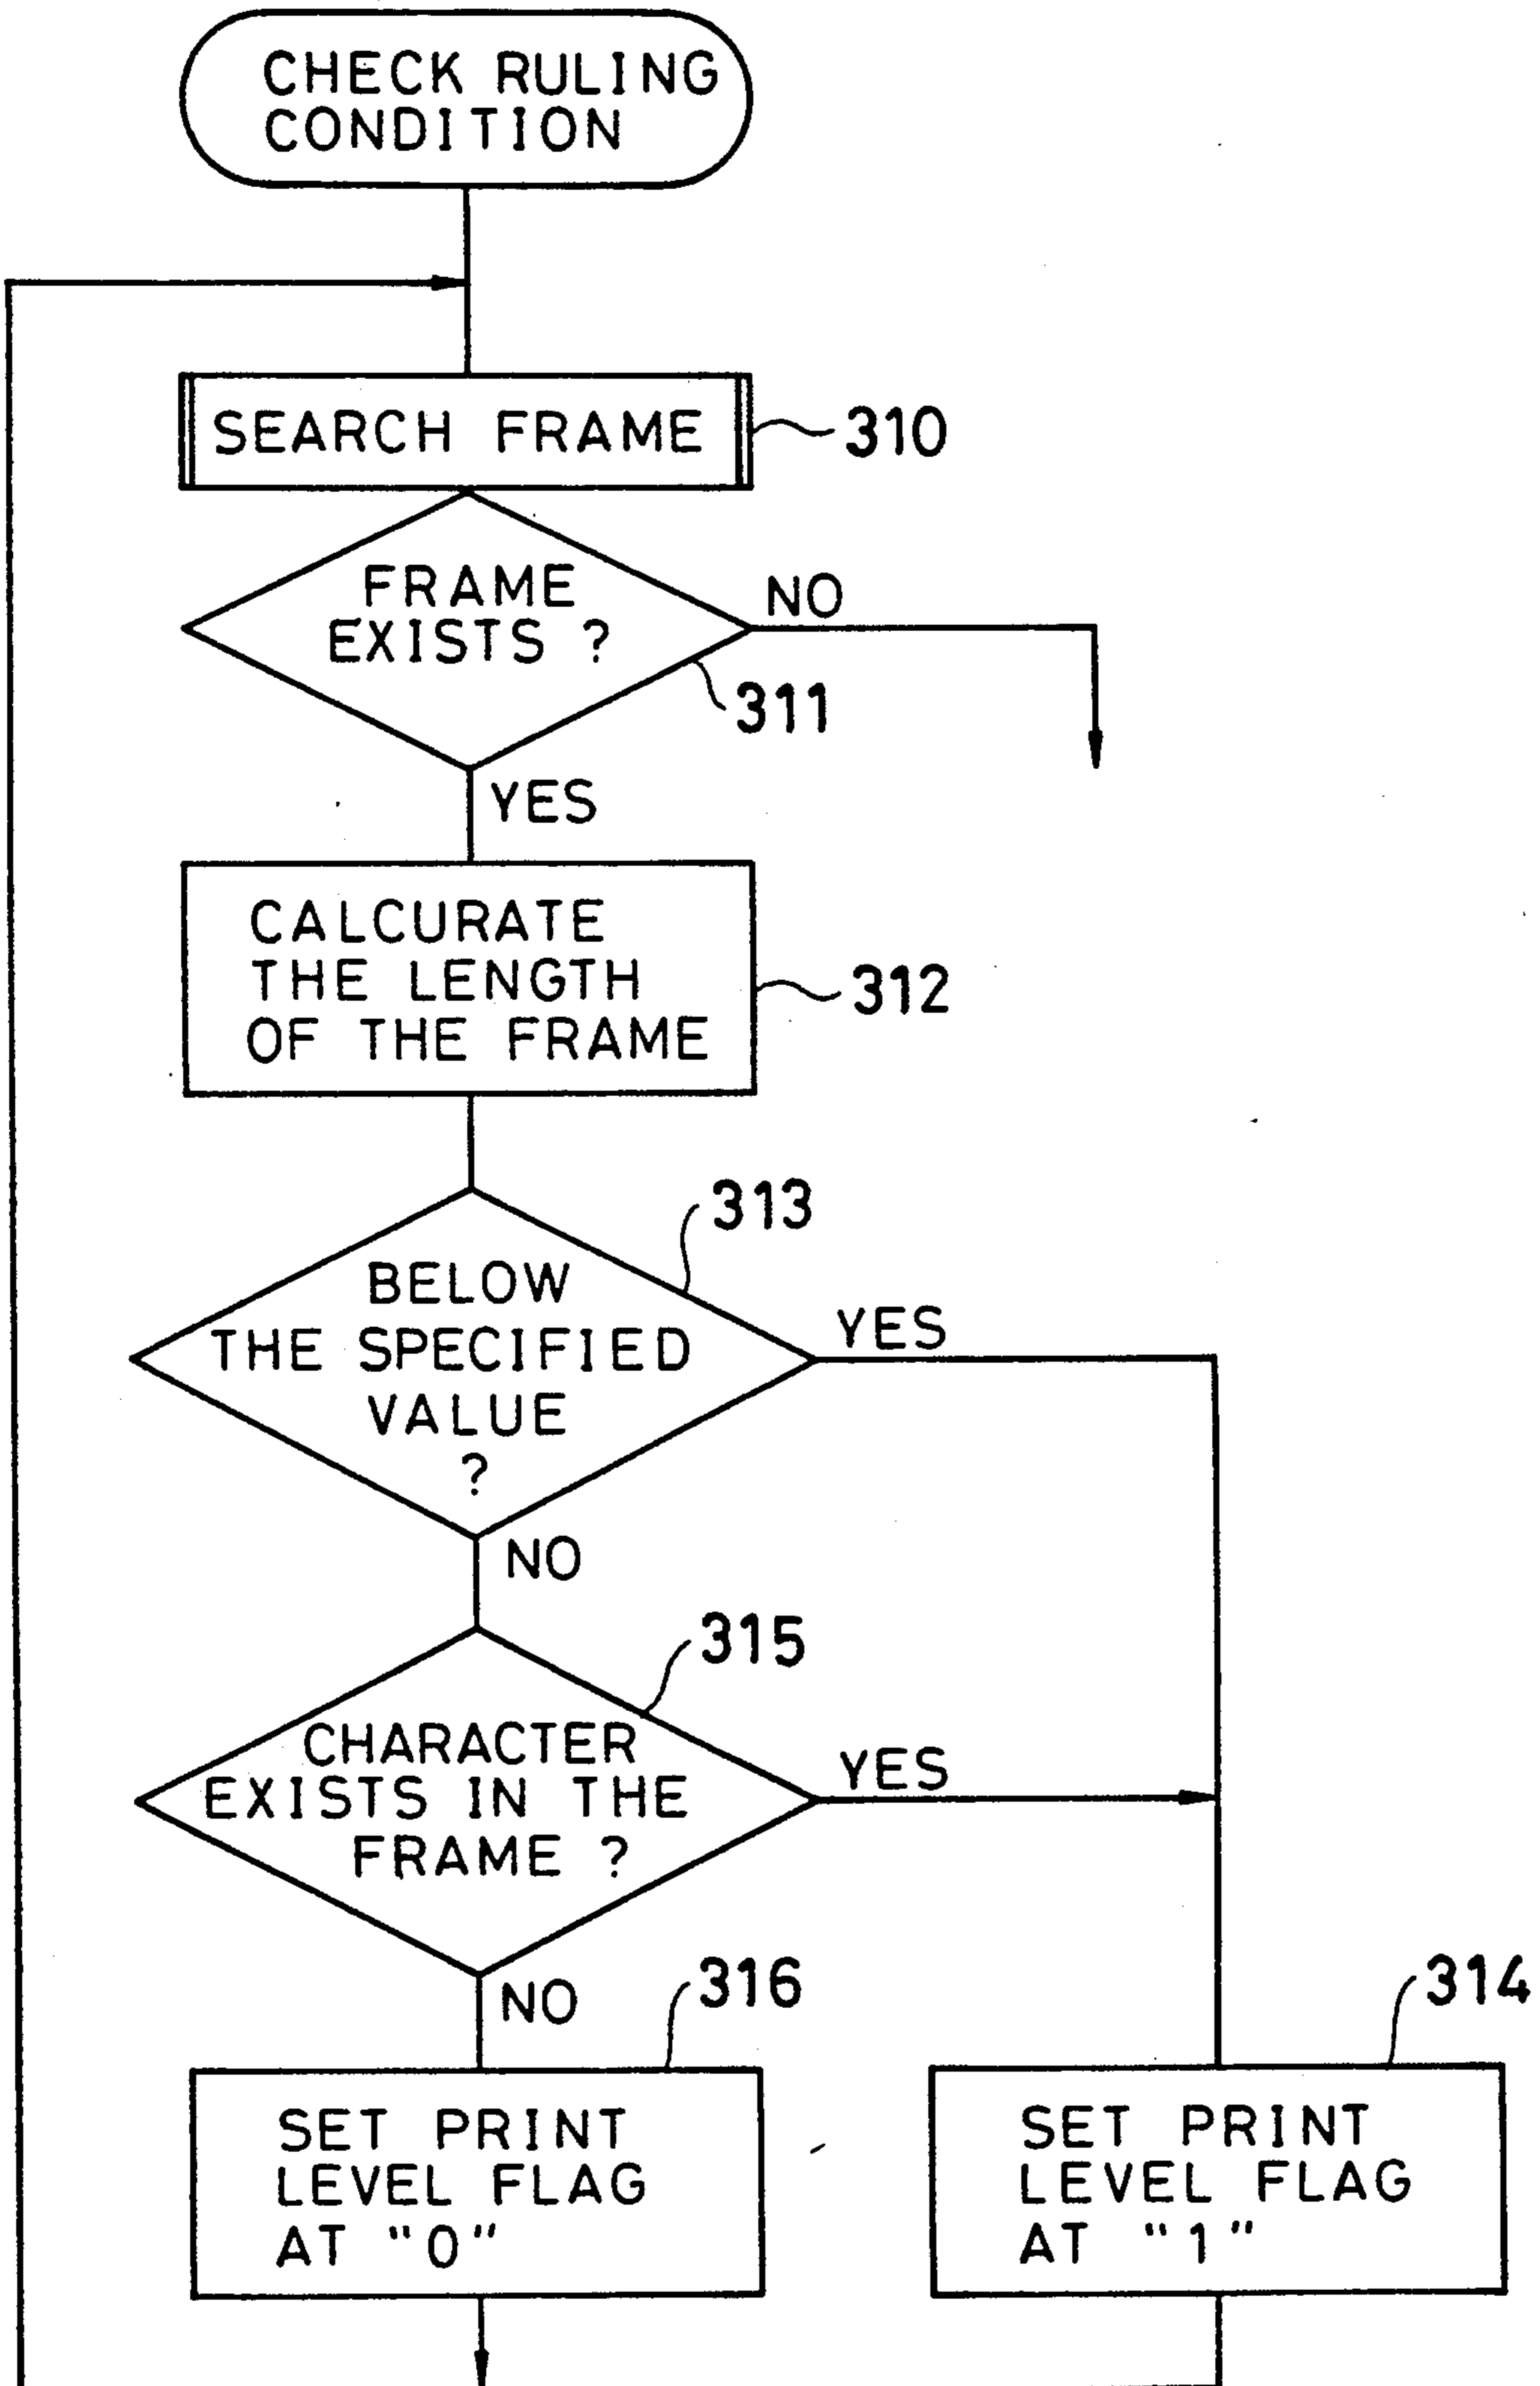 CHECK RULING
CONDITION
SEARCH FRAME
310
FRAME
EXISTS ?
NO
311
YES
CALCURATE
THE LENGTH
OF THE FRAME
312
313
BELOW
THE SPECIFIED
VALUE
?
YES
NO
315
CHARACTER
EXISTS IN THE
FRAME ?
YES
NO
316
314
SET PRINT
LEVEL FLAG
AT "0"
SET PRINT
LEVEL FLAG
AT "1"